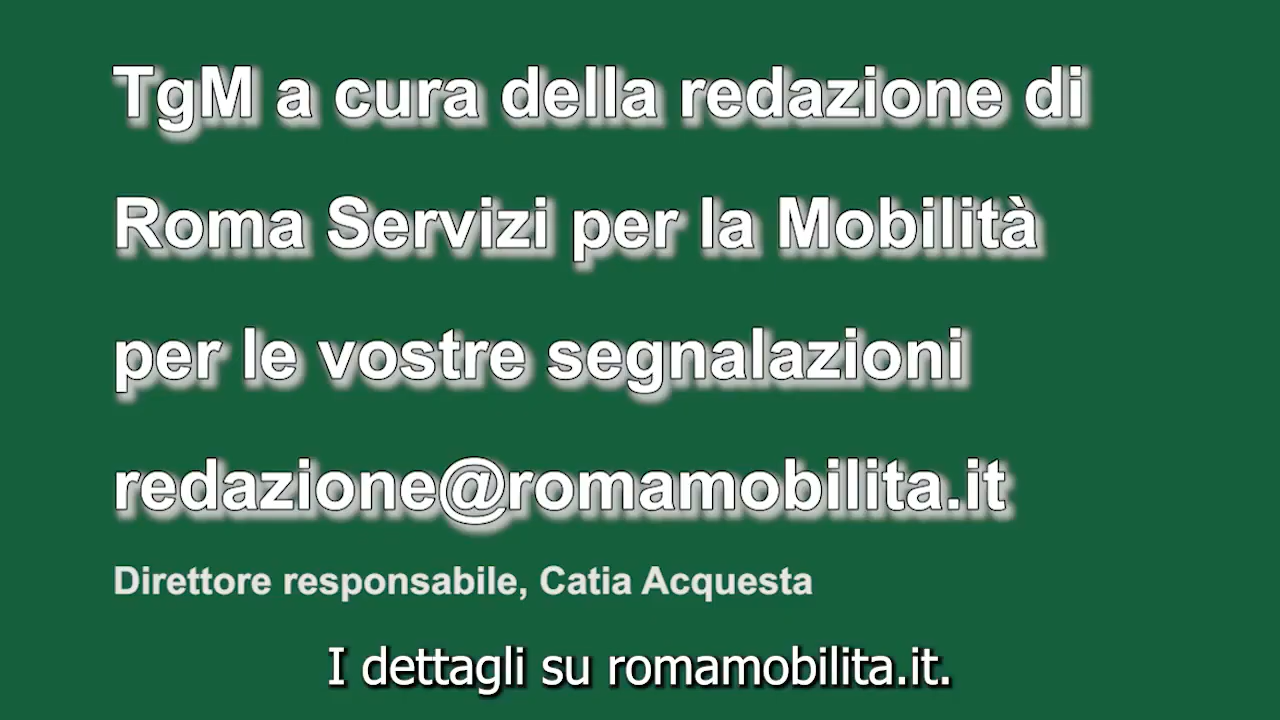 TgM a cura della redazione di
Roma Servizi per la Mobilità
per le vostre segnalazioni
redazione@romamobilita.it
Direttore responsabile, Catia Acquesta
I dettagli su romamobilita.it.